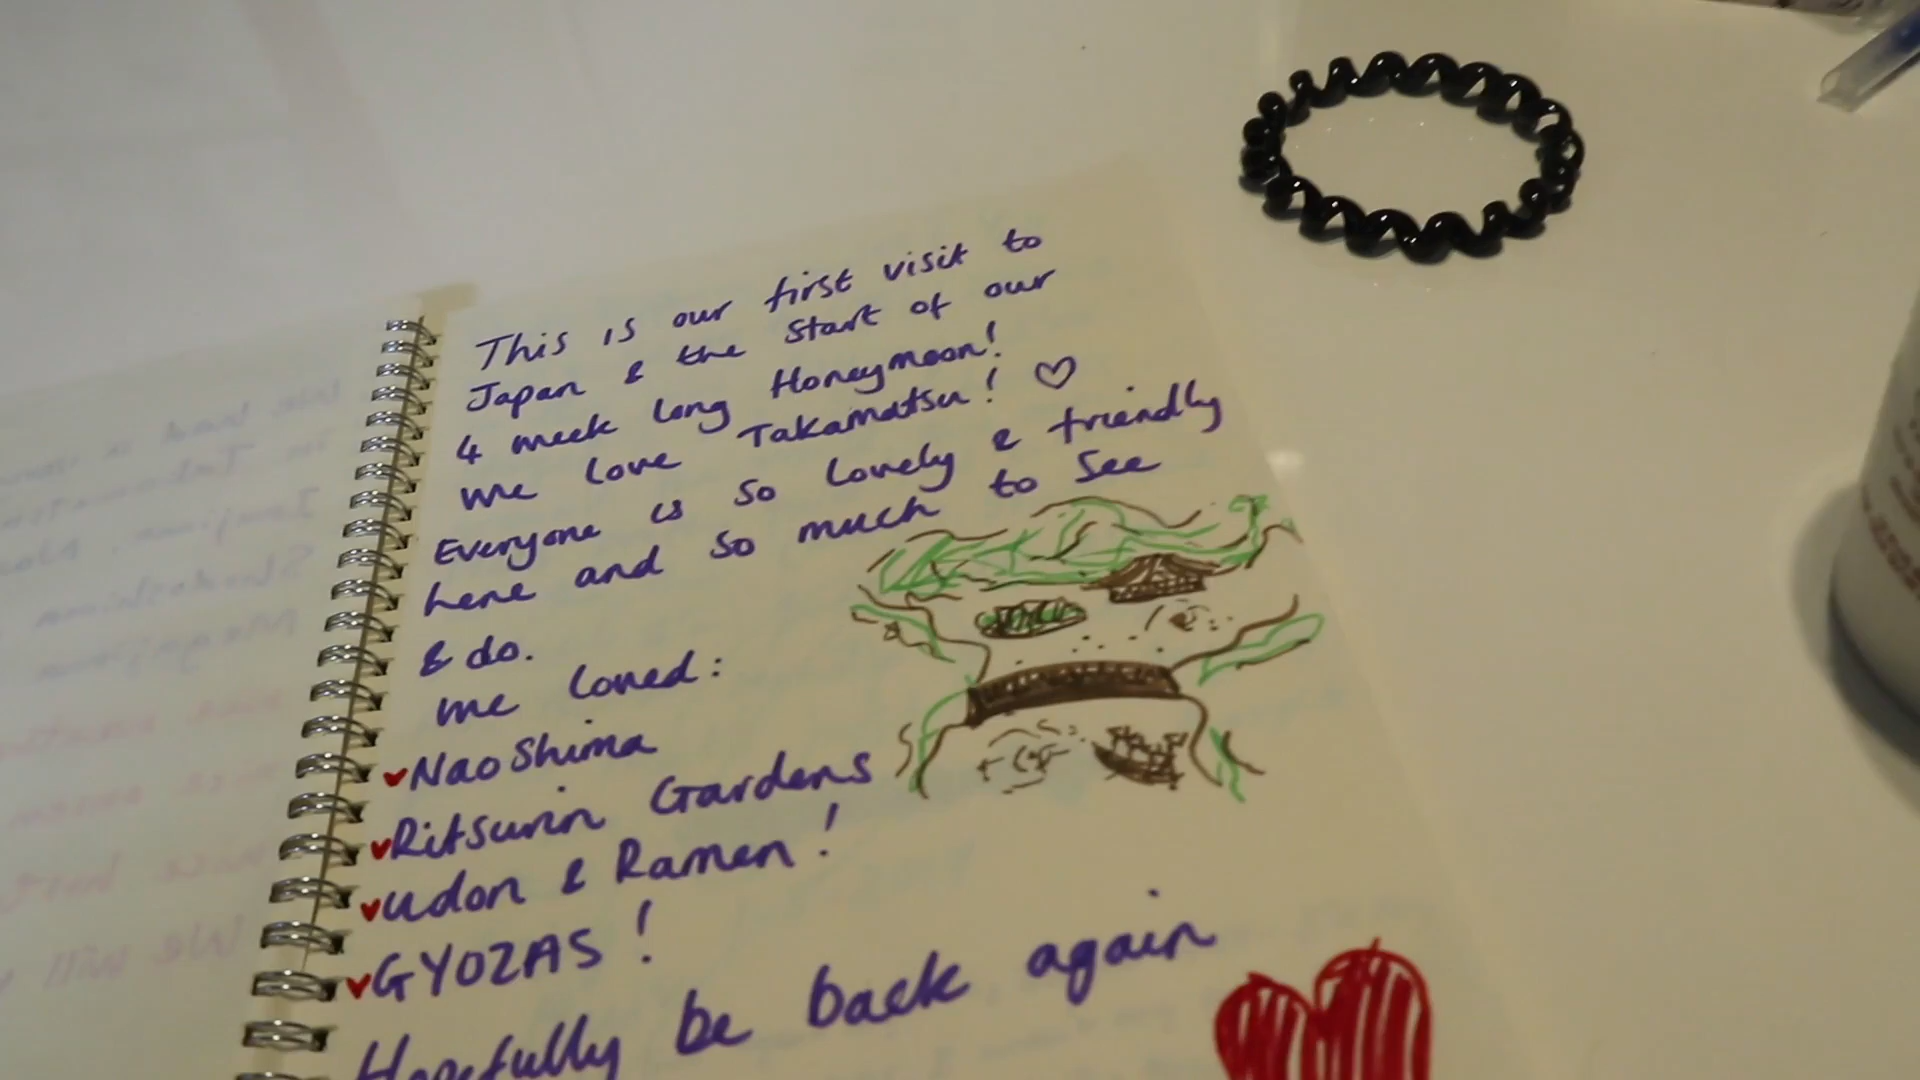 This is our first visit to
Japan & the start of our
4 week long Honeymoon!
We love Takamatsu! ♡
Everyone is so lovely & friendly
here and so much to see
& do.
We loved:
♥Naoshima
♥Ritsurin Gardens
♥udon & Ramen!
♥GYOZAS!
Hopefully be back again